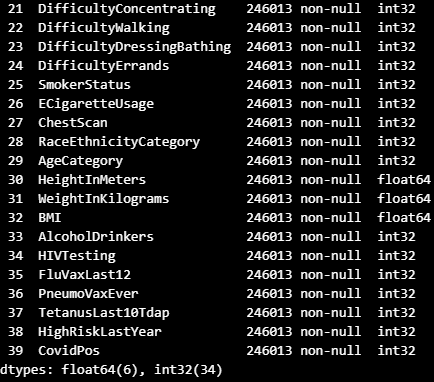 21 DifficultyConcentrating 246013 non-null int32
22 DifficultyWalking 246013 non-null int32
23 DifficultyDressingBathing 246013 non-null int32
24 DifficultyErrands 246013 non-null int32
25 SmokerStatus 246013 non-null int32
26 ECigaretteUsage 246013 non-null int32
27 ChestScan 246013 non-null int32
28 RaceEthnicityCategory 246013 non-null int32
29 AgeCategory 246013 non-null int32
30 HeightInMeters 246013 non-null float64
31 WeightInKilograms 246013 non-null float64
32 BMI 246013 non-null float64
33 AlcoholDrinkers 246013 non-null int32
34 HIVTesting 246013 non-null int32
35 FluVaxLast12 246013 non-null int32
36 PneumoVaxEver 246013 non-null int32
37 TetanusLast10Tdap 246013 non-null int32
38 HighRiskLastYear 246013 non-null int32
39 CovidPos 246013 non-null int32
dtypes: float64(6), int32(34)